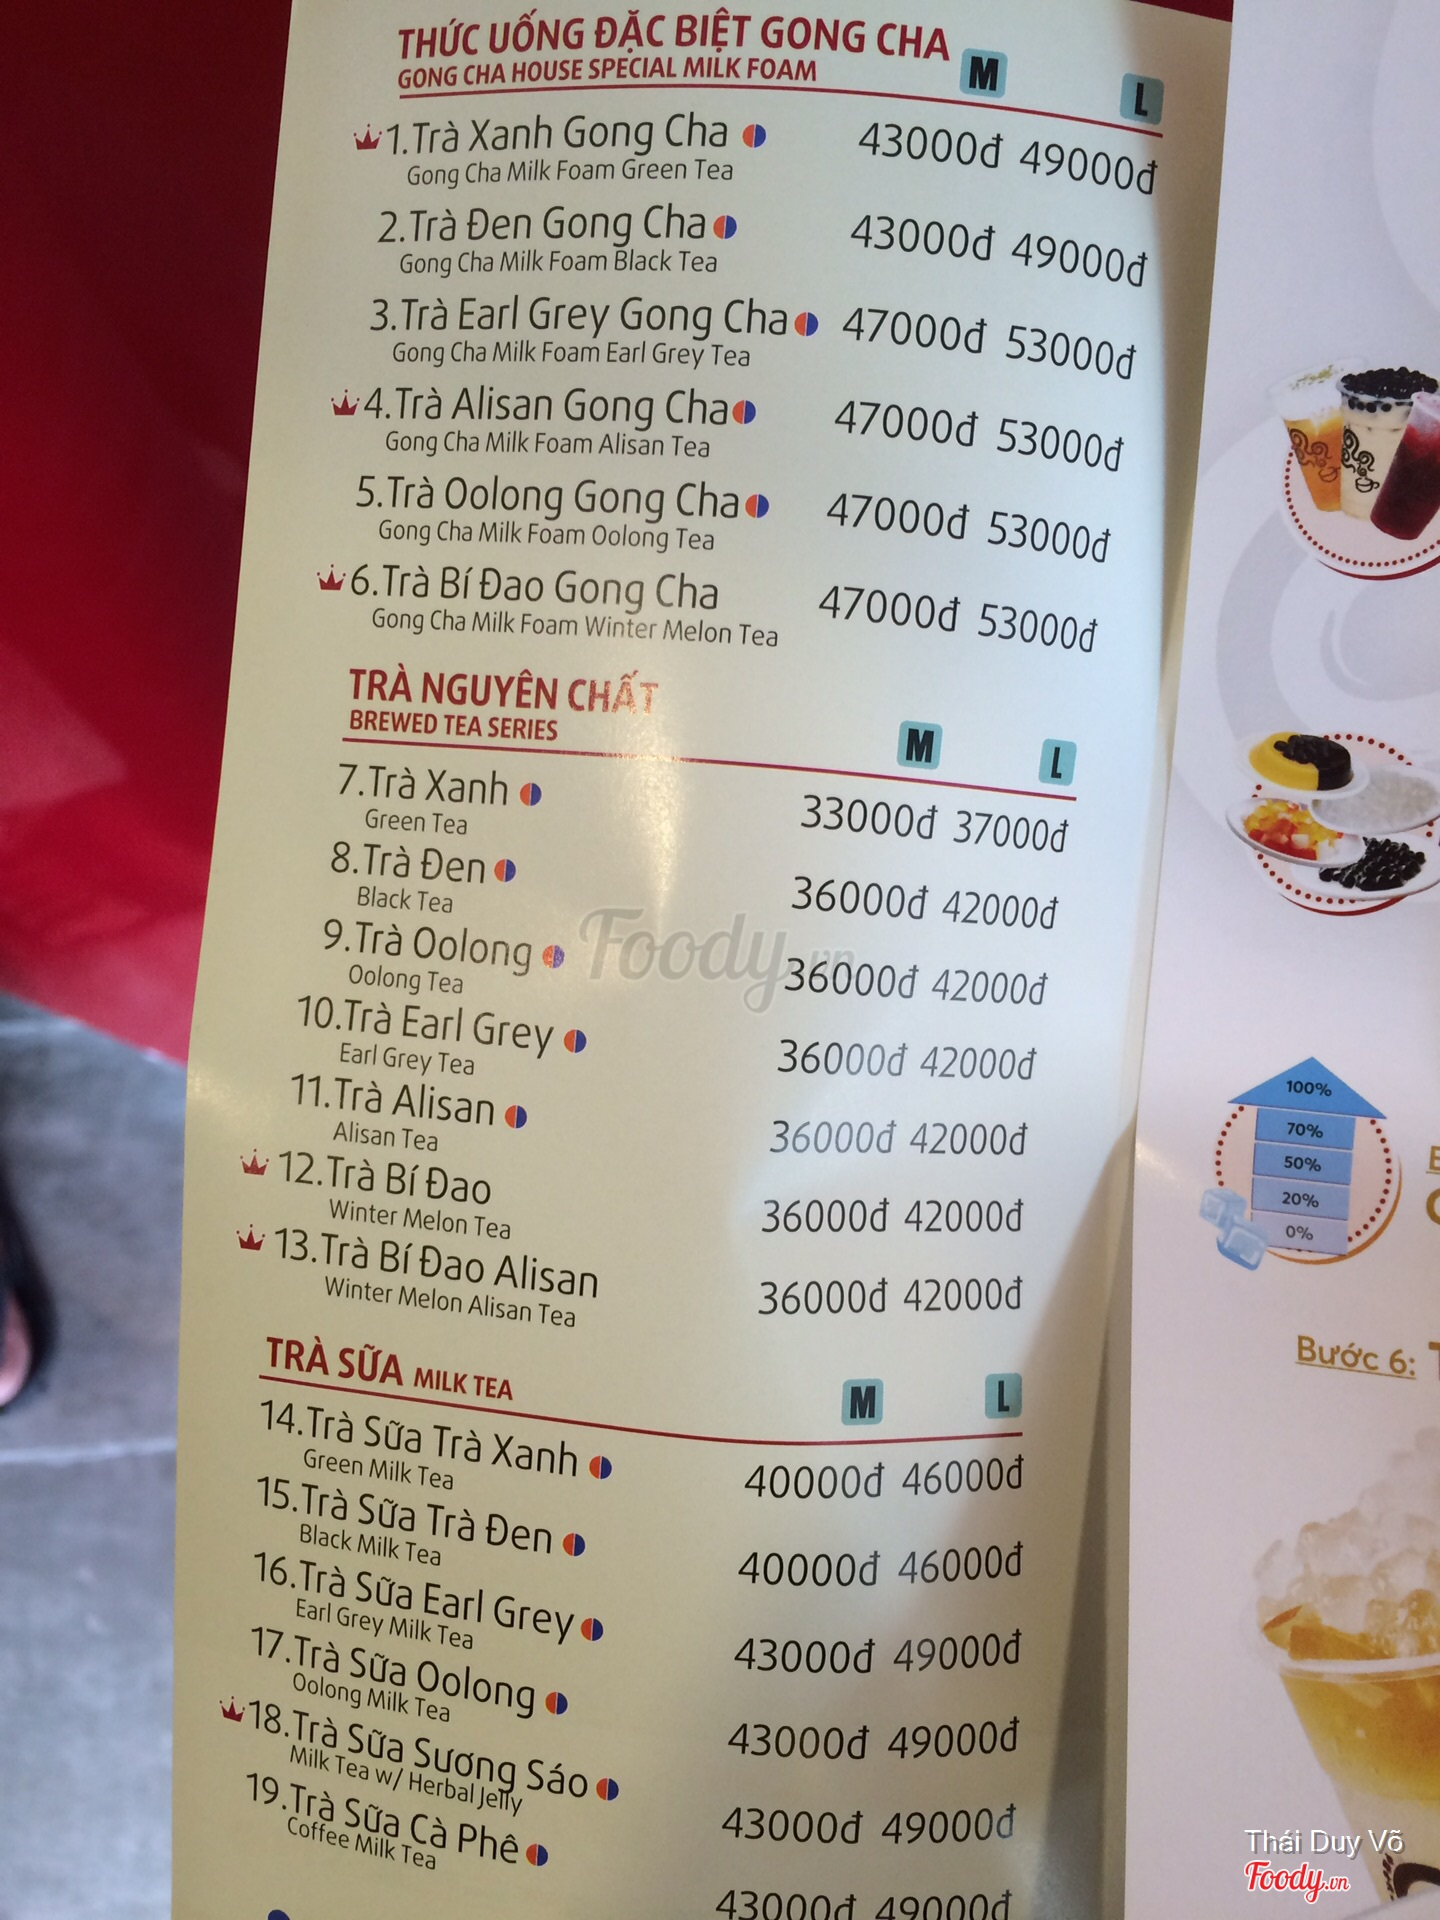 THỨC UỐNG ĐẶC BIỆT GONG CHA
GONG CHA HOUSE SPECIAL MILK FOAM
M L
1.Trà Xanh Gong Cha 43000đ 49000đ
Gong Cha Milk Foam Green Tea
2.Trà Đen Gong Cha 43000đ 49000đ
Gong Cha Milk Foam Black Tea
3.Trà Earl Grey Gong Cha 47000đ 53000đ
Gong Cha Milk Foam Earl Grey Tea
4.Trà Alisan Gong Cha 47000đ 53000đ
Gong Cha Milk Foam Alisan Tea
5.Trà Oolong Gong Cha 47000đ 53000đ
Gong Cha Milk Foam Oolong Tea
6.Trà Bí Đao Gong Cha 47000đ 53000đ
Gong Cha Milk Foam Winter Melon Tea
TRÀ NGUYÊN CHẤT
BREWED TEA SERIES
M L
7.Trà Xanh 33000đ 37000đ
Green Tea
8.Trà Đen 36000đ 42000đ
Black Tea
9.Trà Oolong 36000đ 42000đ
Oolong Tea
10.Trà Earl Grey 36000đ 42000đ
Earl Grey Tea
11.Trà Alisan 36000đ 42000đ
Alisan Tea
12.Trà Bí Đao 36000đ 42000đ
Winter Melon Tea
13.Trà Bí Đao Alisan 36000đ 42000đ
Winter Melon Alisan Tea
TRÀ SỮA MILK TEA
M L
14.Trà Sữa Trà Xanh 40000đ 46000đ
Green Milk Tea
15.Trà Sữa Trà Đen 40000đ 46000đ
Black Milk Tea
16.Trà Sữa Earl Grey 43000đ 49000đ
Earl Grey Milk Tea
17.Trà Sữa Oolong 43000đ 49000đ
Oolong Milk Tea
18.Trà Sữa Sương Sáo 43000đ 49000đ
Milk Tea w/ Herbal Jelly
19.Trà Sữa Cà Phê 43000đ 49000đ
Coffee Milk Tea
Foody.vn
100%
70%
50%
20%
0%
Bước 6:
Thái Duy Võ
Foody.vn